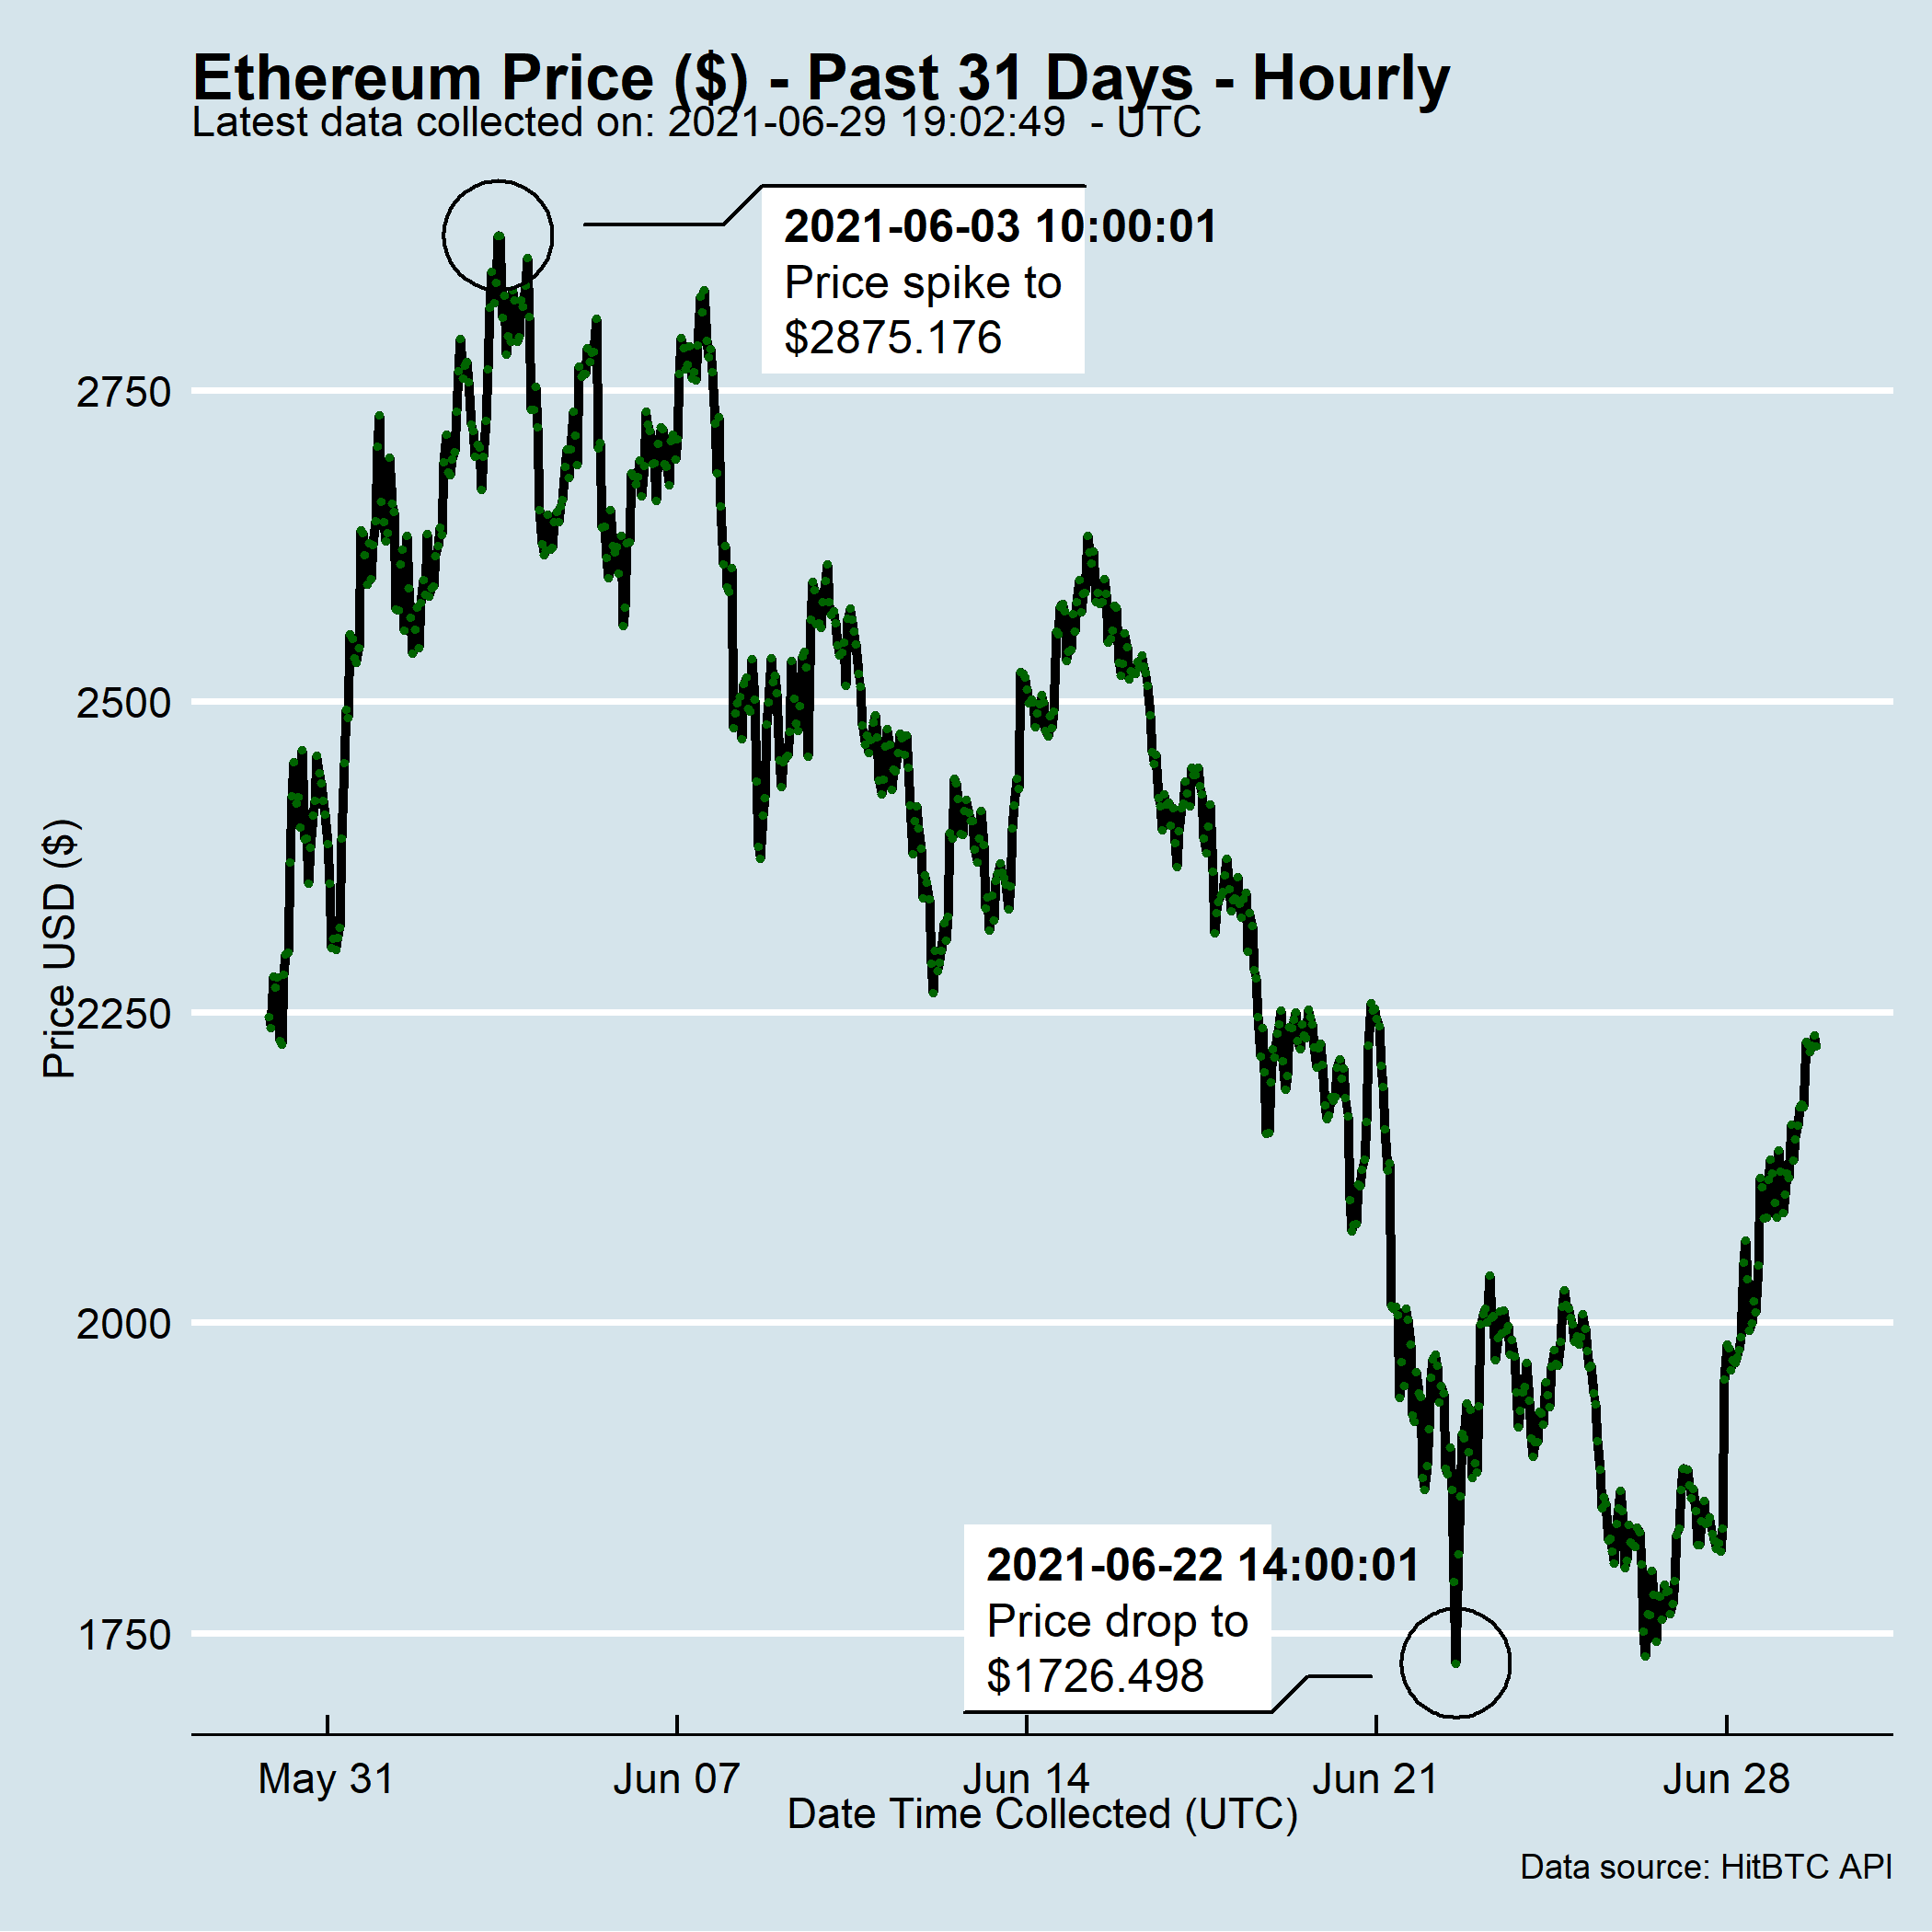 Ethereum Price ($) - Past 31 Days - Hourly
Latest data collected on: 2021-06-29 19:02:49  - UTC
2021-06-03 10:00:01
Price spike to
$2875.176
2750
2500
Price USD ($)
2250
2000
2021-06-22 14:00:01
Price drop to
$1726.498
1750
May 31
Jun 07
Jun 14
Jun 21
Jun 28
Date Time Collected (UTC)
Data source: HitBTC API